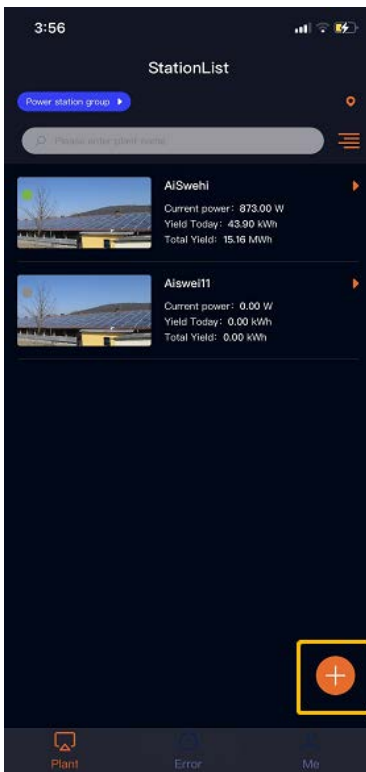 3:56
StationList
Power station group
Please enter plant name
AiSwehi
Current power: 873.00 W
Yield Today: 43.90 kWh
Total Yield: 15.16 MWh
Aiswei11
Current power: 0.00 W
Yield Today: 0.00 kWh
Total Yield: 0.00 kWh
Plant
Error
Me